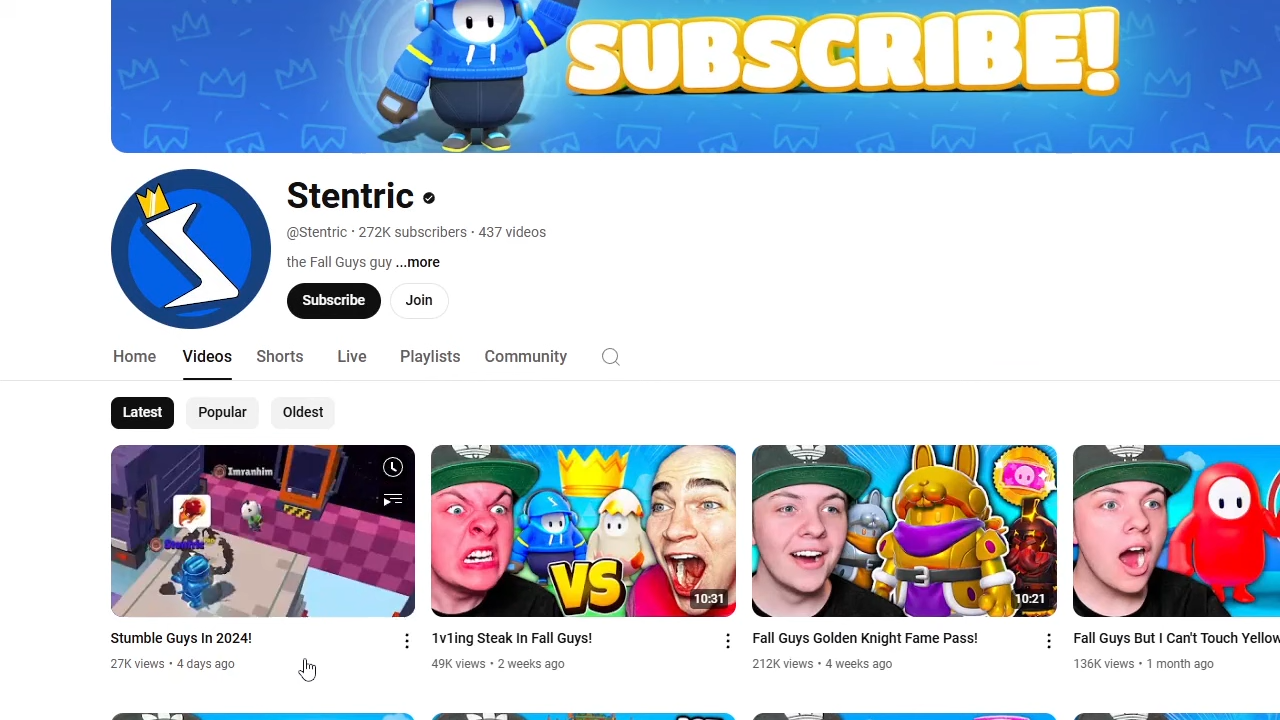 SUBSCRIBE!
Stentric
@Stentric • 272K subscribers • 437 videos
the Fall Guys guy ...more
Subscribe
Join
Home
Videos
Shorts
Live
Playlists
Community
Latest
Popular
Oldest
Imranhim
Stentric
VS
10:31
10:21
Stumble Guys In 2024!
27K views • 4 days ago
1v1ing Steak In Fall Guys!
49K views • 2 weeks ago
Fall Guys Golden Knight Fame Pass!
212K views • 4 weeks ago
Fall Guys But I Can't Touch Yellow
136K views • 1 month ago